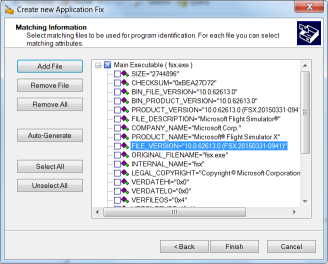 Create new Application Fix
Matching Information
Select matching files to be used for program identification. For each file you can select
matching attributes.
Add File
Remove File
Remove All
Auto-Generate
Select All
Unselect All
Main Executable ( fsx.exe )
SIZE="2744896"
CHECKSUM="0xBEA27D72"
BIN_FILE_VERSION="10.0.62613.0"
BIN_PRODUCT_VERSION="10.0.62613.0"
PRODUCT_VERSION="10.0.62613.0 (FSX.20150331-0941)
FILE_DESCRIPTION="Microsoft Flight Simulator®"
COMPANY_NAME="Microsoft Corp."
PRODUCT_NAME="Microsoft Flight Simulator® X"
FILE_VERSION="10.0.62613.0 (FSX.20150331-0941)"
ORIGINAL_FILENAME="fsx.exe"
INTERNAL_NAME="fsx"
LEGAL_COPYRIGHT="Copyright © Microsoft Corporation
VERDATEHI="0x0"
VERDATELO="0x0"
VERFILEOS="0x4"
< Back
Finish
Cancel